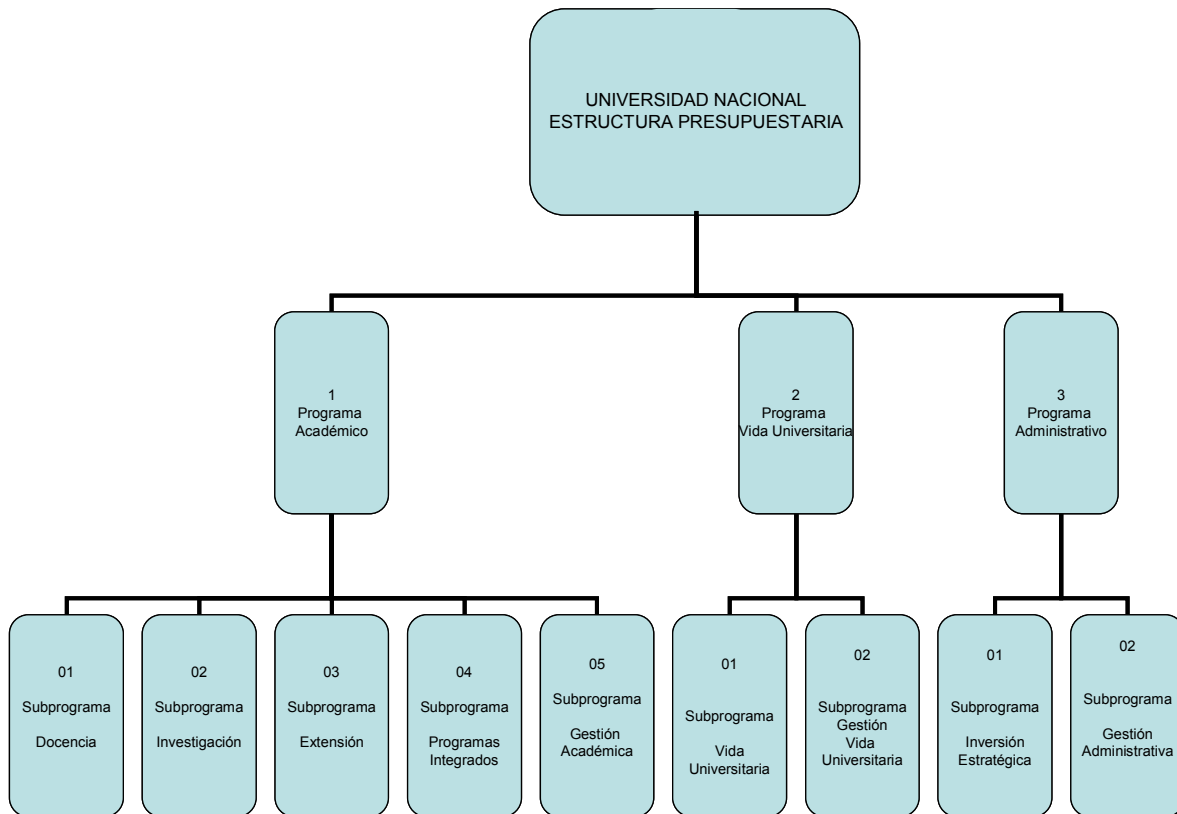 UNIVERSIDAD NACIONAL
ESTRUCTURA PRESUPUESTARIA
1
Programa
Académico
2
Programa
Vida Universitaria
3
Programa
Administrativo
01
Subprograma
Docencia
02
Subprograma
Investigación
03
Subprograma
Extensión
04
Subprograma
Programas
Integrados
05
Subprograma
Gestión
Académica
01
Subprograma
Vida
Universitaria
02
Subprograma
Gestión
Vida
Universitaria
01
Subprograma
Inversión
Estratégica
02
Subprograma
Gestión
Administrativa